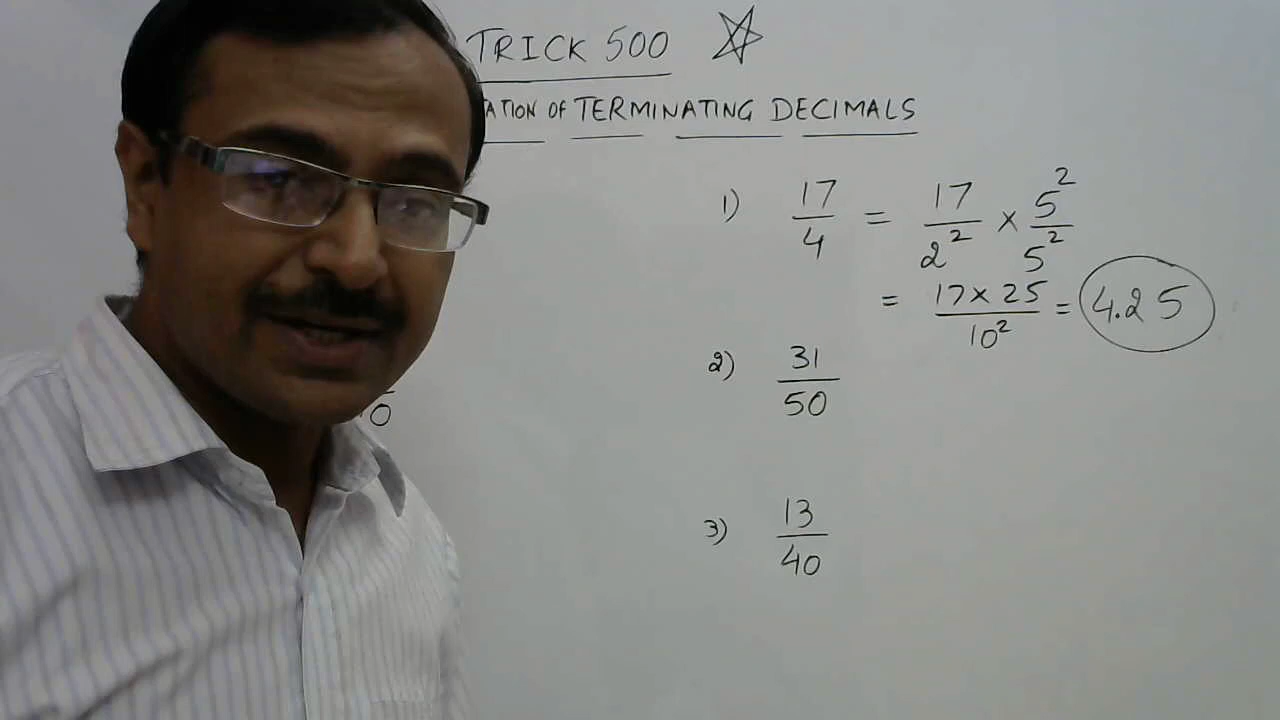 TRICK 500
ATION OF TERMINATING DECIMALS
1) 17/4 = 17/2² × 5²/5²
= 17 × 25/10² = 4.25
2) 31/50
3) 13/40